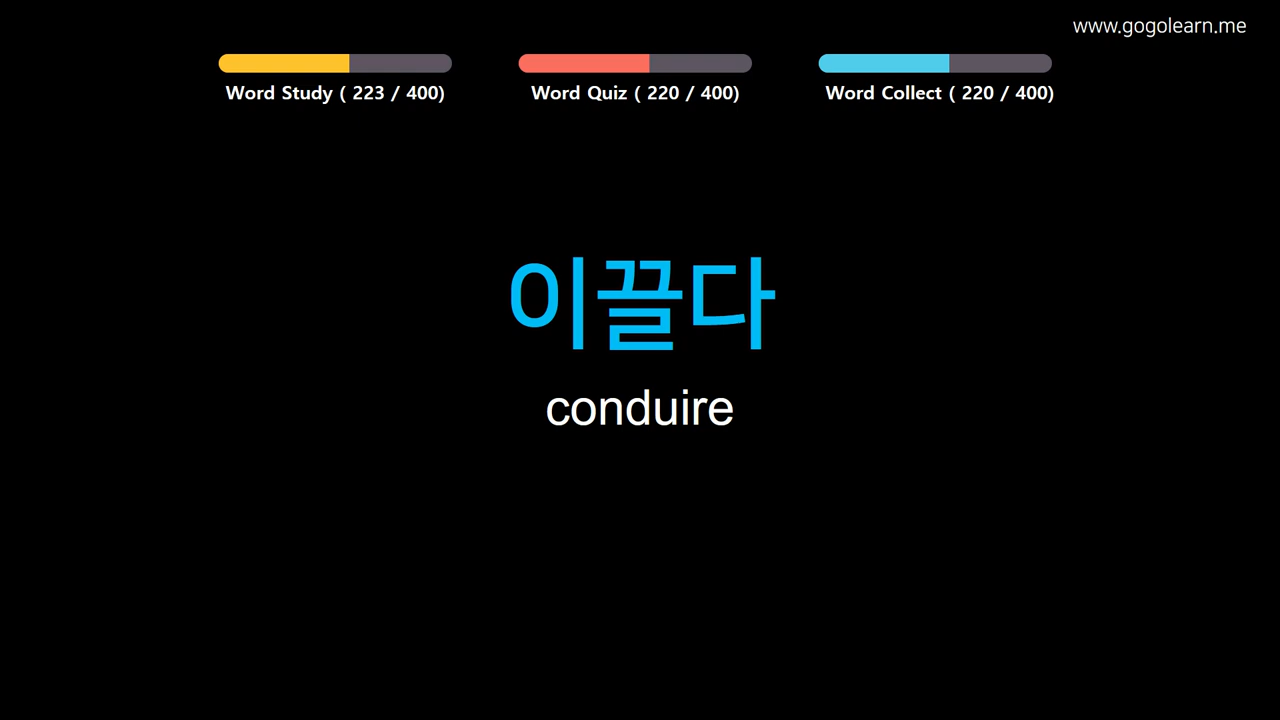 www.gogolearn.me
Word Study ( 223 / 400)
Word Quiz ( 220 / 400)
Word Collect ( 220 / 400)
이끌다
conduire